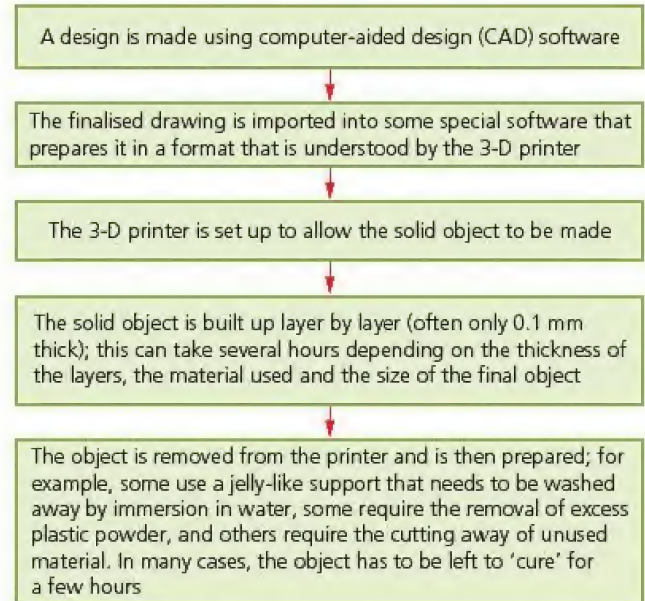 A design is made using computer-aided design (CAD) software
The finalised drawing is imported into some special software that
prepares it in a format that is understood by the 3-D printer
The 3-D printer is set up to allow the solid object to be made
The solid object is built up layer by layer (often only 0.1 mm
thick); this can take several hours depending on the thickness of
the layers, the material used and the size of the final object
The object is removed from the printer and is then prepared; for
example, some use a jelly-like support that needs to be washed
away by immersion in water, some require the removal of excess
plastic powder, and others require the cutting away of unused
material. In many cases, the object has to be left to ‘cure’ for
a few hours